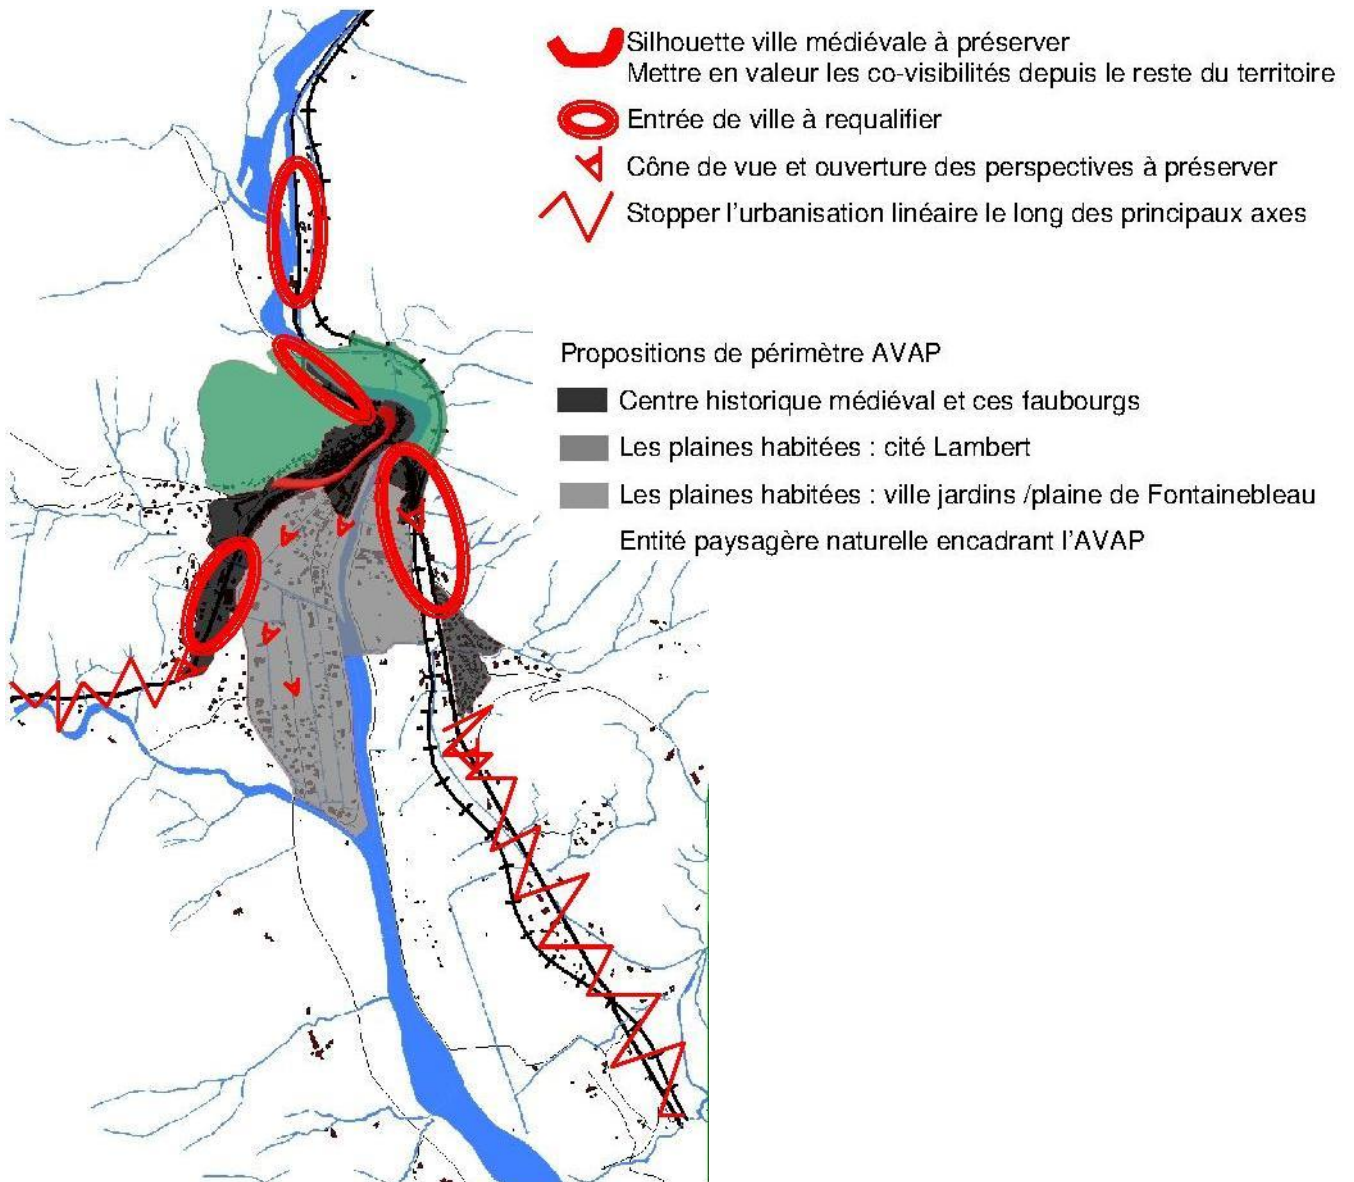 Silhouette ville médiévale à préserver
Mettre en valeur les co-visibilités depuis le reste du territoire
Entrée de ville à requalifier
Cône de vue et ouverture des perspectives à préserver
Stopper l'urbanisation linéaire le long des principaux axes
Propositions de périmètre AVAP
Centre historique médiéval et ces faubourgs
Les plaines habitées : cité Lambert
Les plaines habitées : ville jardins /plaine de Fontainebleau
Entité paysagère naturelle encadrant l'AVAP